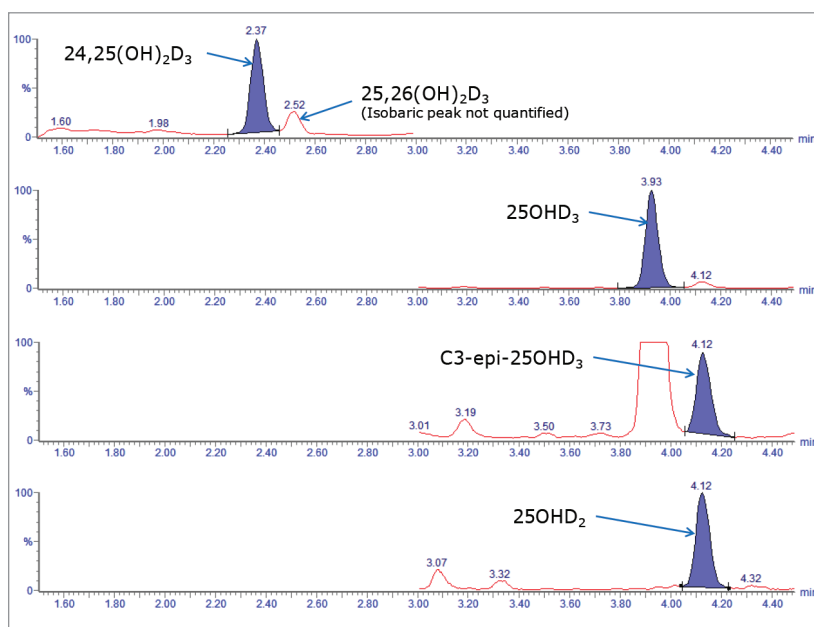 2.37
24,25(OH)₂D₃
100
25,26(OH)₂D₃
(Isobaric peak not quantified)
%
2.52
1.60 1.98
0
1.60 1.80 2.00 2.20 2.40 2.60 2.80 3.00 3.20 3.40 3.60 3.80 4.00 4.20 4.40 min
3.93
100
25OHD₃
%
4.12
0
1.60 1.80 2.00 2.20 2.40 2.60 2.80 3.00 3.20 3.40 3.60 3.80 4.00 4.20 4.40 min
100
4.12
C3-epi-25OHD₃
%
3.01 3.19 3.50 3.73
0
1.60 1.80 2.00 2.20 2.40 2.60 2.80 3.00 3.20 3.40 3.60 3.80 4.00 4.20 4.40 min
4.12
100
25OHD₂
%
3.07 3.32 4.32
0
1.60 1.80 2.00 2.20 2.40 2.60 2.80 3.00 3.20 3.40 3.60 3.80 4.00 4.20 4.40 min